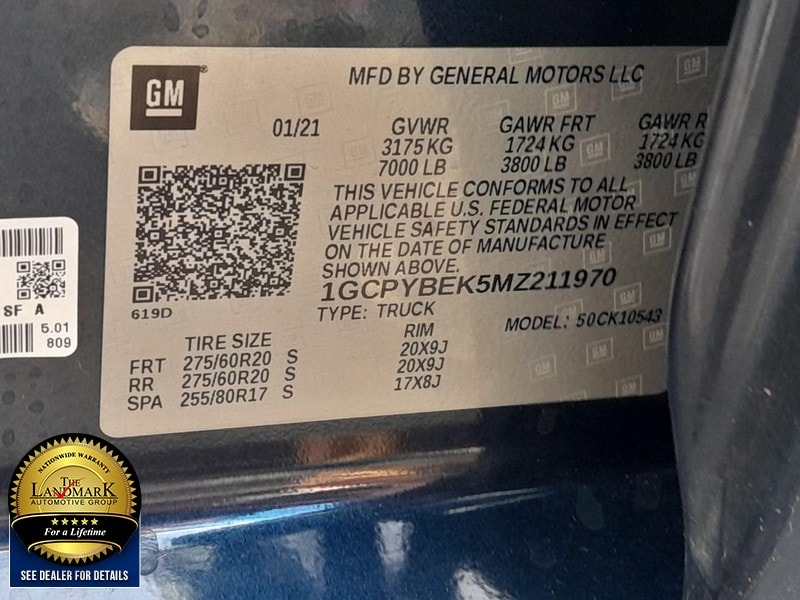 GM
MFD BY GENERAL MOTORS LLC
01/21
GVWR GAWR FRT GAWR R
3175 KG 1724 KG 1724 KG
7000 LB 3800 LB 3800 LB
THIS VEHICLE CONFORMS TO ALL
APPLICABLE U.S. FEDERAL MOTOR
VEHICLE SAFETY STANDARDS IN EFFECT
ON THE DATE OF MANUFACTURE
SHOWN ABOVE.
1GCPYBEK5MZ211970
619D
TYPE: TRUCK
MODEL: 50CK10543
TIRE SIZE RIM
FRT 275/60R20 S 20X9J
RR 275/60R20 S 20X9J
SPA 255/80R17 S 17X8J
SF A
5.01
809
NATIONWIDE WARRANTY
THE
LANDMARK
AUTOMOTIVE GROUP
For a Lifetime
SEE DEALER FOR DETAILS